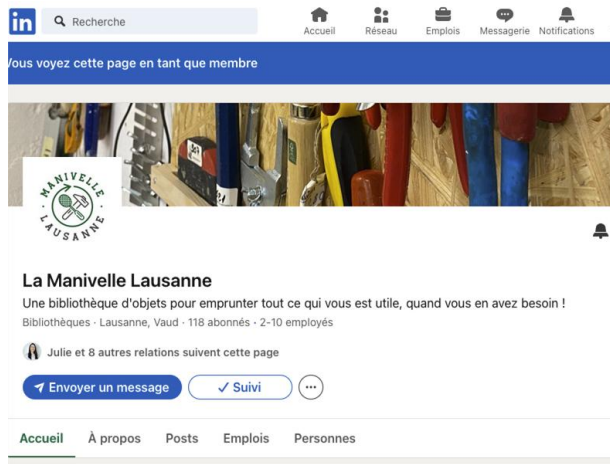 in
Recherche
Accueil
Réseau
Emplois
Messagerie
Notifications
Vous voyez cette page en tant que membre
MANIVELLE
LAUSANNE
La Manivelle Lausanne
Une bibliothèque d'objets pour emprunter tout ce qui vous est utile, quand vous en avez besoin !
Bibliothèques · Lausanne, Vaud · 118 abonnés · 2-10 employés
Julie et 8 autres relations suivent cette page
Envoyer un message
Suivi
Accueil
À propos
Posts
Emplois
Personnes